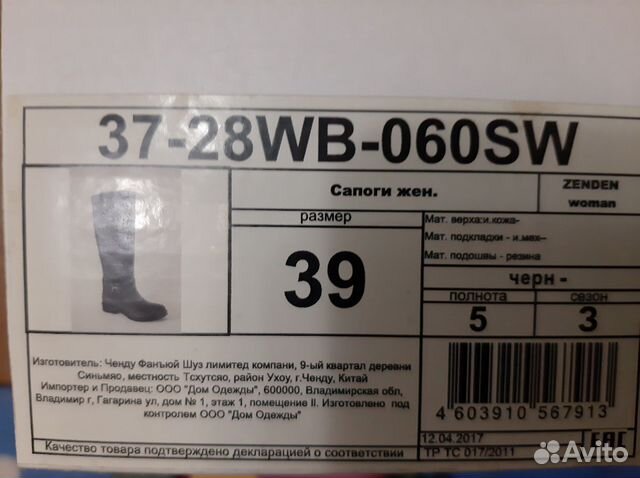 37-28WB-060SW
Сапоги жен.
ZENDEN
woman
размер
39
Мат. верха:и.кожа-
Мат. подкладки - и.мех--
Мат. подошвы - резина
черн -
полнота
сезон
5
3
Изготовитель: Ченду Фанъюй Шуз лимитед компани, 9-ый квартал деревни
Синьмяо, местность Тсхутсяо, район Ухоу, г.Ченду, Китай
Импортер и Продавец: ООО "Дом Одежды", 600000, Владимирская обл,
Владимир г, Гагарина ул, дом № 1, этаж 1, помещение II. Изготовлено под
контролем ООО "Дом Одежды"
4 603910 567913
12.04.2017
Качество товара подтверждено декларацией о соответствии
ТР ТС 017/2011
EAC
Avito